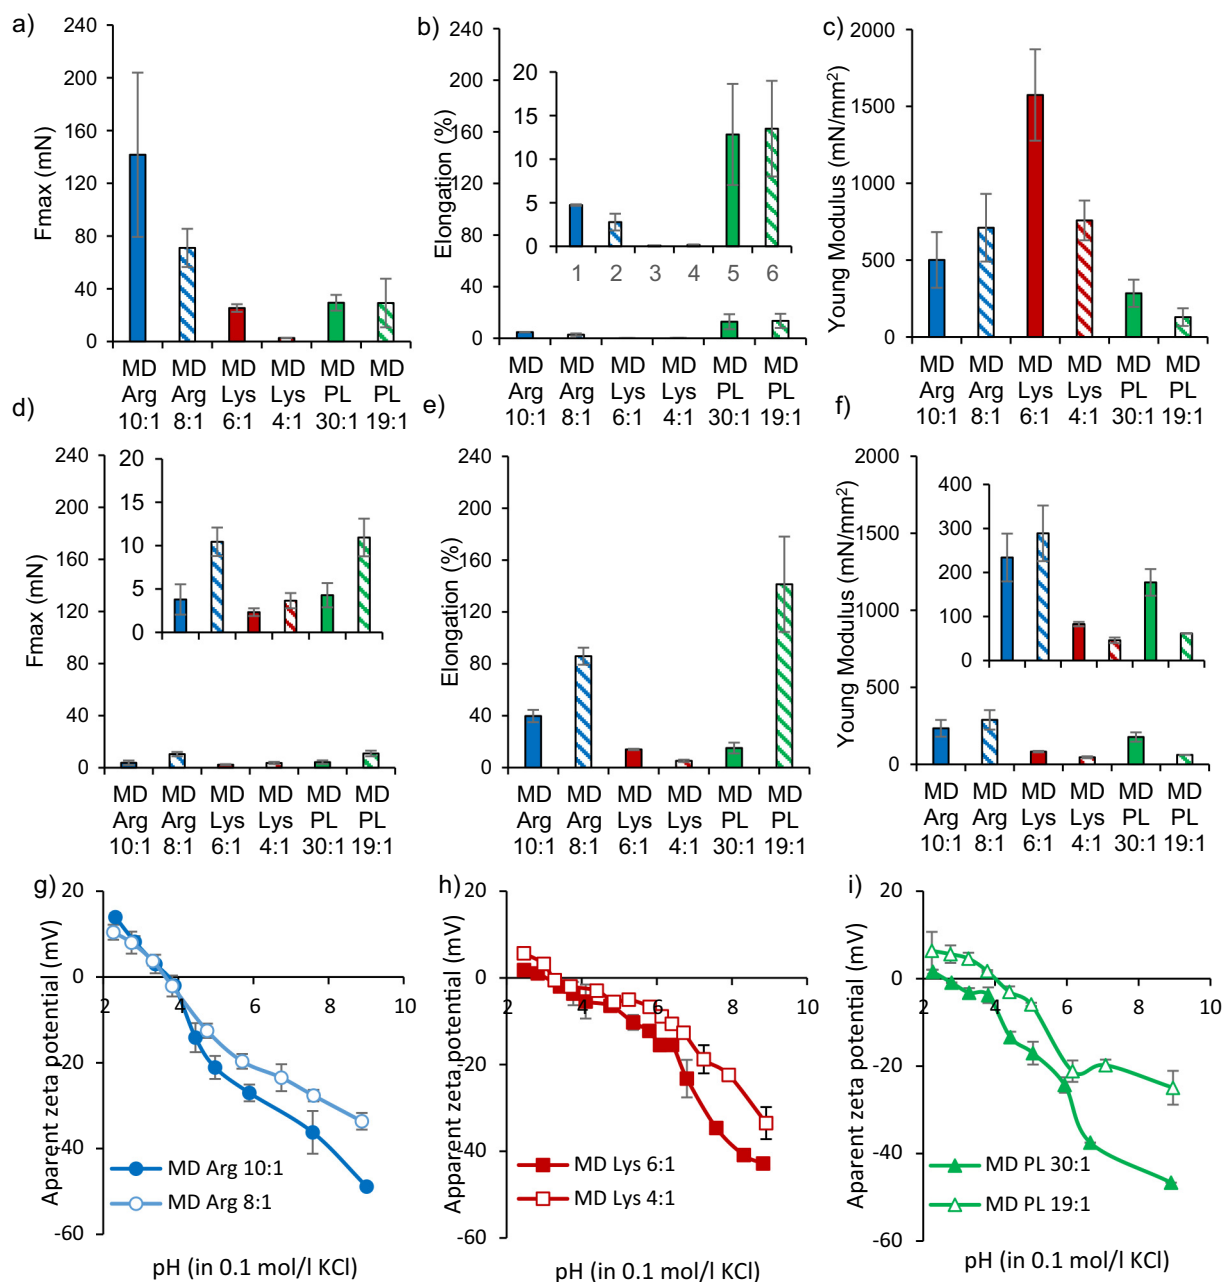 a)
240
200
160
120
80
40
0
Fmax (mN)
MD MD MD MD MD MD
Arg Arg Lys Lys PL PL
10:1 8:1 6:1 4:1 30:1 19:1
b)
240
200
160
120
80
40
0
Elongation (%)
20
15
10
5
0
1 2 3 4 5 6
MD MD MD MD MD MD
Arg Arg Lys Lys PL PL
10:1 8:1 6:1 4:1 30:1 19:1
c)
2000
1500
1000
500
0
Young Modulus (mN/mm²)
MD MD MD MD MD MD
Arg Arg Lys Lys PL PL
10:1 8:1 6:1 4:1 30:1 19:1
d)
240
200
160
120
80
40
0
Fmax (mN)
20
15
10
5
0
MD MD MD MD MD MD
Arg Arg Lys Lys PL PL
10:1 8:1 6:1 4:1 30:1 19:1
e)
240
200
160
120
80
40
0
Elongation (%)
MD MD MD MD MD MD
Arg Arg Lys Lys PL PL
10:1 8:1 6:1 4:1 30:1 19:1
f)
2000
1500
1000
500
0
Young Modulus (mN/mm²)
400
300
200
100
0
MD MD MD MD MD MD
Arg Arg Lys Lys PL PL
10:1 8:1 6:1 4:1 30:1 19:1
g)
20
0
-20
-40
-60
Apparent zeta potential (mV)
2 4 6 8 10
MD Arg 10:1
MD Arg 8:1
pH (in 0.1 mol/l KCl)
h)
20
0
-20
-40
-60
Apparent zeta potential (mV)
2 4 6 8 10
MD Lys 6:1
MD Lys 4:1
pH (in 0.1 mol/l KCl)
i)
20
0
-20
-40
-60
Apparent zeta potential (mV)
2 4 6 8 10
MD PL 30:1
MD PL 19:1
pH (in 0.1 mol/l KCl)